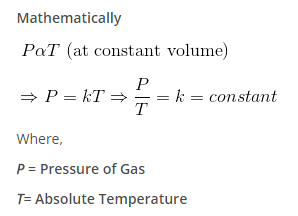 Mathematically
PαT (at constant volume)
⇒ P = kT ⇒ P/T = k = constant
Where,
P = Pressure of Gas
T= Absolute Temperature